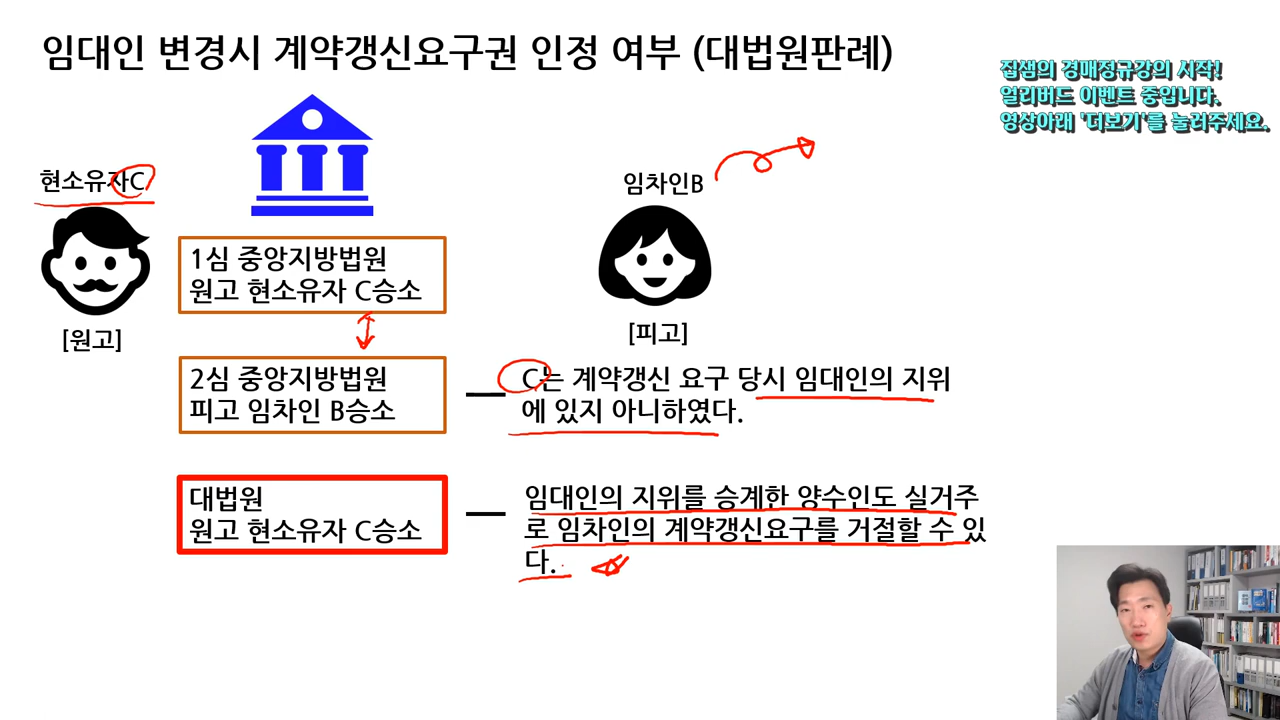 임대인 변경시 계약갱신요구권 인정 여부 (대법원판례)
집샘의 경매정규강의 시작!
얼리버드 이벤트 중입니다.
영상아래 '더보기'를 눌러주세요.
현소유자C
임차인B
1심 중앙지방법원
원고 현소유자 C승소
[원고]
[피고]
2심 중앙지방법원
피고 임차인 B승소
C는 계약갱신 요구 당시 임대인의 지위
에 있지 아니하였다.
대법원
원고 현소유자 C승소
임대인의 지위를 승계한 양수인도 실거주
로 임차인의 계약갱신요구를 거절할 수 있
다.